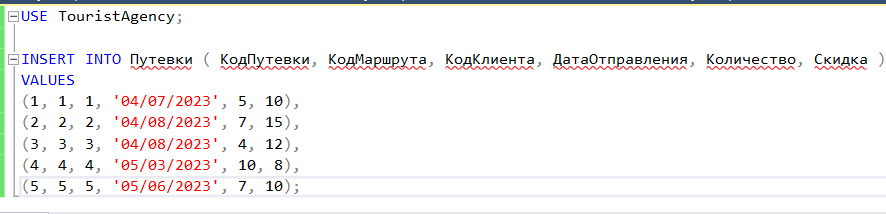 USE TouristAgency;
INSERT INTO Путевки ( КодПутевки, КодМаршрута, КодКлиента, ДатаОтправления, Количество, Скидка )
VALUES
(1, 1, 1, '04/07/2023', 5, 10),
(2, 2, 2, '04/08/2023', 7, 15),
(3, 3, 3, '04/08/2023', 4, 12),
(4, 4, 4, '05/03/2023', 10, 8),
(5, 5, 5, '05/06/2023', 7, 10);